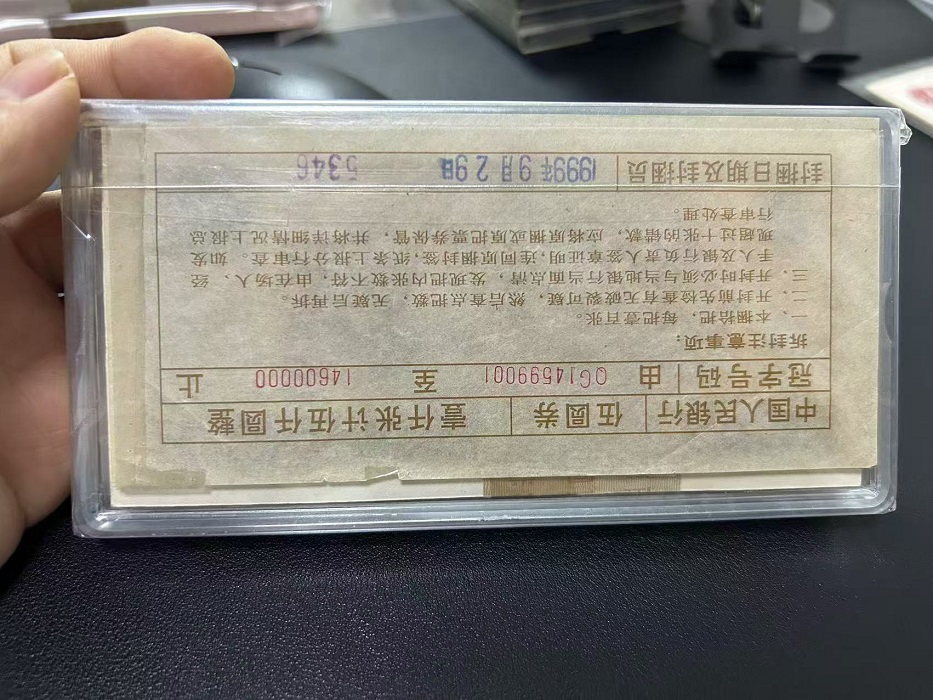 中国人民银行 伍圆券 壹仟张计伍仟圆整
冠字号码 由 QG14599001 至 14600000 止
拆封注意事项：
一、本捆拾把，每把壹百张。
二、开封前先检查有无破裂可疑，然后查点把数，无疑后再拆。
三、开封时必须与当地银行当面点清，发现把内张数不符，由在场人、经
手人及银行负责人签章证明，连同原捆封签，纸条上报分行审查。如发
现超过十张的错款，应将原捆或原把票券，保管，并将详细情况上报总
行审查处理。
封捆日期及封捆员 1999年9月29日 5346